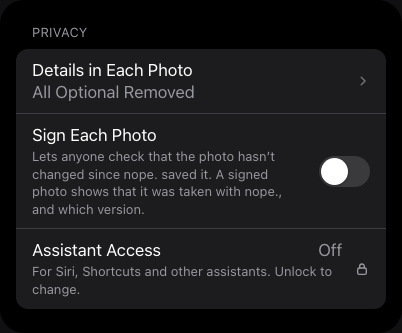 PRIVACY
Details in Each Photo
All Optional Removed
Sign Each Photo
Lets anyone check that the photo hasn’t
changed since nope. saved it. A signed
photo shows that it was taken with nope.,
and which version.
Assistant Access
Off
For Siri, Shortcuts and other assistants. Unlock to
change.